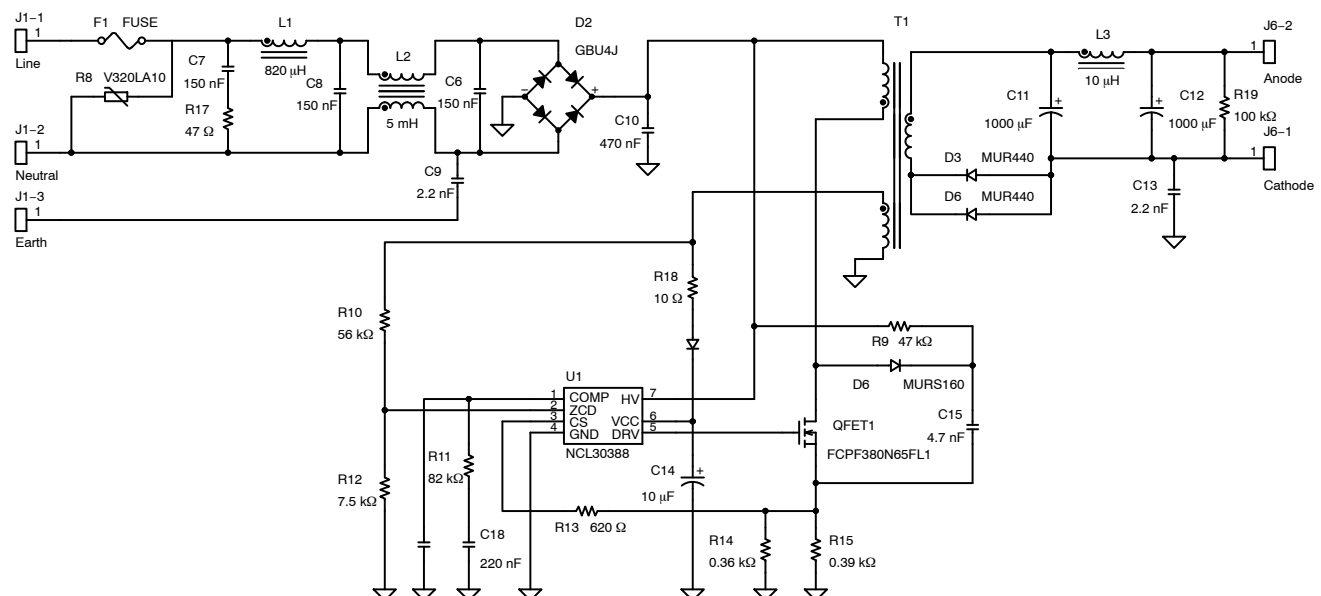 J1-1
1
Line
F1 FUSE
R8 V320LA10
C7
150 nF
R17
47 Ω
L1
820 μH
C8
150 nF
L2
5 mH
C6
150 nF
D2
GBU4J
−
+
C10
470 nF
T1
C11
+
1000 μF
L3
10 μH
C12
+
1000 μF
R19
100 kΩ
J6-2
1
Anode
J6-1
1
Cathode
D3 MUR440
D6 MUR440
C13
2.2 nF
J1-2
1
Neutral
C9
2.2 nF
J1-3
1
Earth
R18
10 Ω
R10
56 kΩ
R9 47 kΩ
D6 MURS160
C15
4.7 nF
U1
1 COMP HV 7
2 ZCD
3 CS VCC 6
4 GND DRV 5
NCL30388
QFET1
FCPF380N65FL1
R12
7.5 kΩ
R11
82 kΩ
C14
+
10 μF
R13 620 Ω
C18
220 nF
R14
0.36 kΩ
R15
0.39 kΩ